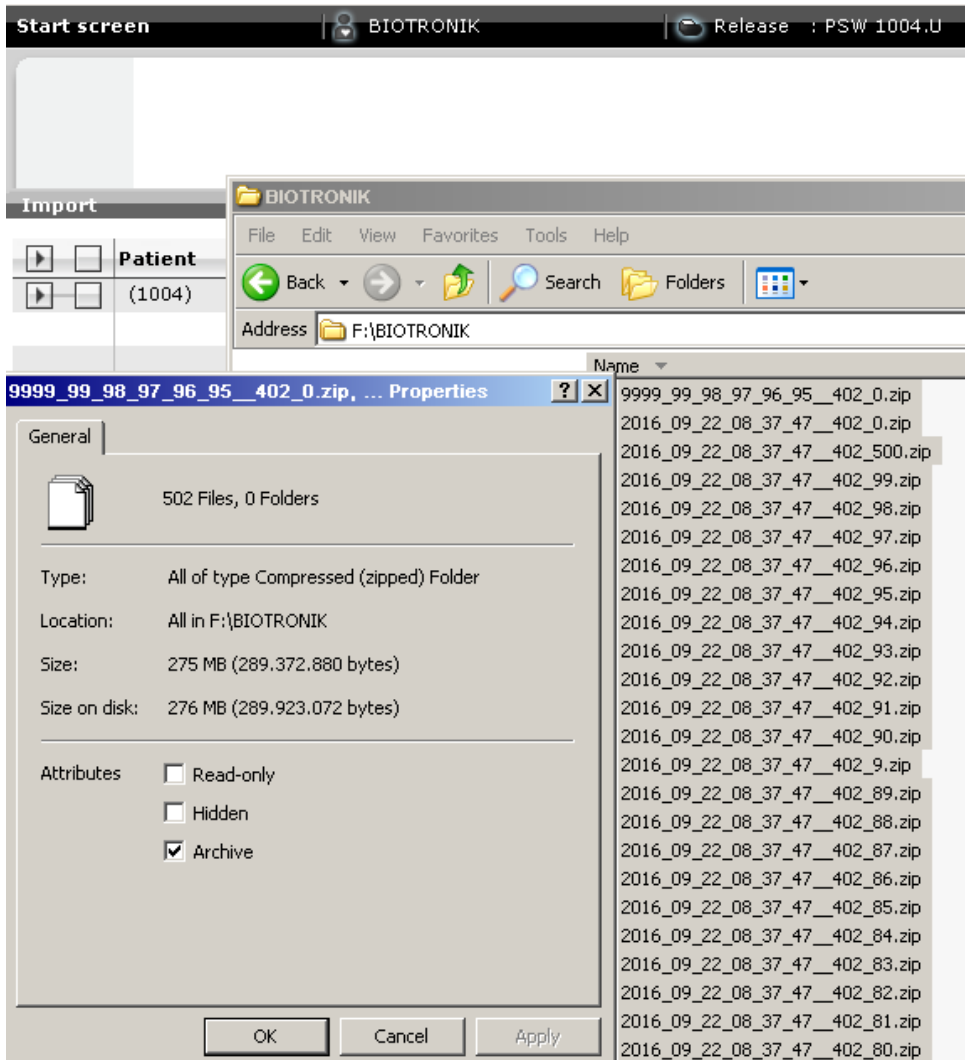 Start screen
BIOTRONIK
Release : PSW 1004.U
Import
Patient
(1004)
BIOTRONIK
File Edit View Favorites Tools Help
Back Search Folders
Address F:\BIOTRONIK
Name
9999_99_98_97_96_95__402_0.zip, ... Properties
General
502 Files, 0 Folders
Type: All of type Compressed (zipped) Folder
Location: All in F:\BIOTRONIK
Size: 275 MB (289.372.880 bytes)
Size on disk: 276 MB (289.923.072 bytes)
Attributes
Read-only
Hidden
Archive
OK Cancel Apply
9999_99_98_97_96_95__402_0.zip
2016_09_22_08_37_47__402_0.zip
2016_09_22_08_37_47__402_500.zip
2016_09_22_08_37_47__402_99.zip
2016_09_22_08_37_47__402_98.zip
2016_09_22_08_37_47__402_97.zip
2016_09_22_08_37_47__402_96.zip
2016_09_22_08_37_47__402_95.zip
2016_09_22_08_37_47__402_94.zip
2016_09_22_08_37_47__402_93.zip
2016_09_22_08_37_47__402_92.zip
2016_09_22_08_37_47__402_91.zip
2016_09_22_08_37_47__402_90.zip
2016_09_22_08_37_47__402_9.zip
2016_09_22_08_37_47__402_89.zip
2016_09_22_08_37_47__402_88.zip
2016_09_22_08_37_47__402_87.zip
2016_09_22_08_37_47__402_86.zip
2016_09_22_08_37_47__402_85.zip
2016_09_22_08_37_47__402_84.zip
2016_09_22_08_37_47__402_83.zip
2016_09_22_08_37_47__402_82.zip
2016_09_22_08_37_47__402_81.zip
2016_09_22_08_37_47__402_80.zip